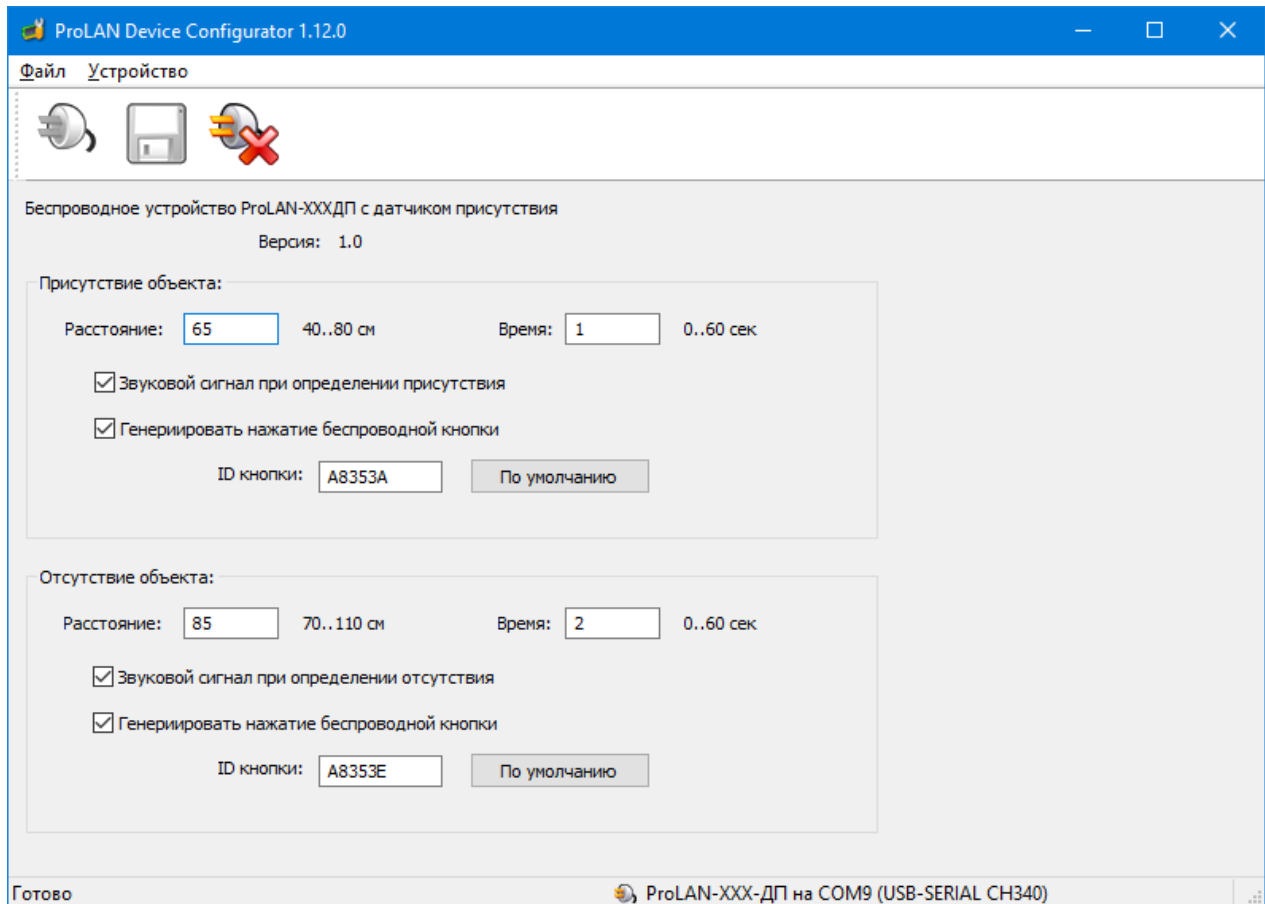 ProLAN Device Configurator 1.12.0
Файл Устройство
Беспроводное устройство ProLAN-XXXДП с датчиком присутствия
Версия: 1.0
Присутствие объекта:
Расстояние: 65 40..80 см Время: 1 0..60 сек
Звуковой сигнал при определении присутствия
Генериировать нажатие беспроводной кнопки
ID кнопки: A8353A По умолчанию
Отсутствие объекта:
Расстояние: 85 70..110 см Время: 2 0..60 сек
Звуковой сигнал при определении отсутствия
Генериировать нажатие беспроводной кнопки
ID кнопки: A8353E По умолчанию
Готово ProLAN-XXX-ДП на COM9 (USB-SERIAL CH340)